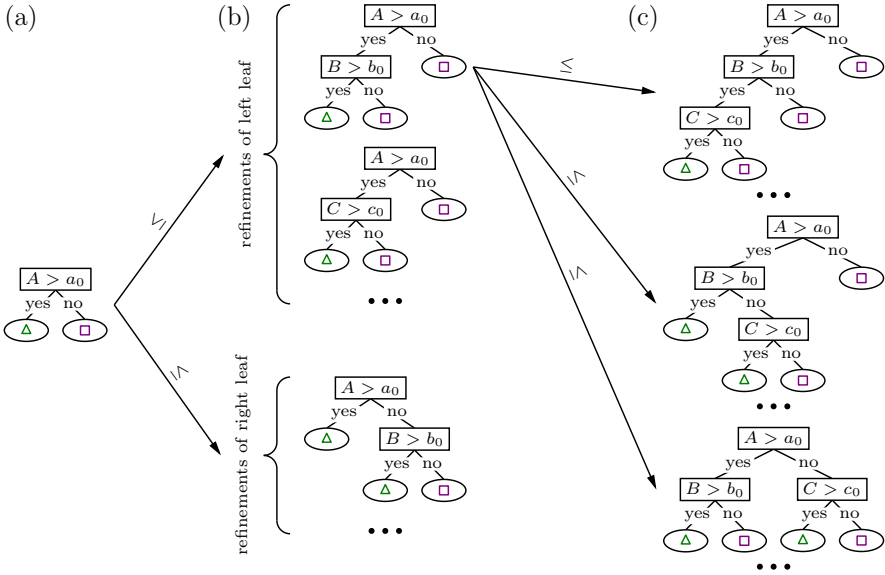 (a)
A > a₀
yes no
≤
≤
(b)
refinements of left leaf
A > a₀
yes no
B > b₀
yes no
A > a₀
yes no
C > c₀
yes no
...
refinements of right leaf
A > a₀
yes no
B > b₀
yes no
...
≤
≤
≤
(c)
A > a₀
yes no
B > b₀
yes no
C > c₀
yes no
...
A > a₀
yes no
B > b₀
yes no
C > c₀
yes no
...
A > a₀
yes no
B > b₀ C > c₀
yes no yes no
...